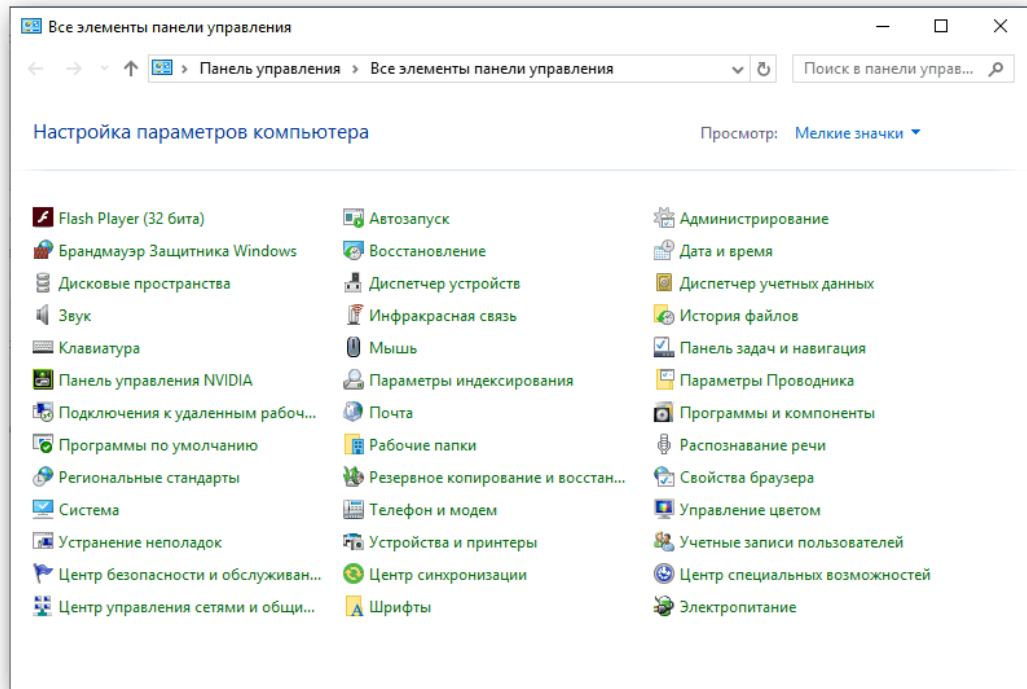 Все элементы панели управления
Панель управления > Все элементы панели управления
Поиск в панели управ...
Настройка параметров компьютера
Просмотр: Мелкие значки
Flash Player (32 бита)
Автозапуск
Администрирование
Брандмауэр Защитника Windows
Восстановление
Дата и время
Дисковые пространства
Диспетчер устройств
Диспетчер учетных данных
Звук
Инфракрасная связь
История файлов
Клавиатура
Мышь
Панель задач и навигация
Панель управления NVIDIA
Параметры индексирования
Параметры Проводника
Подключения к удаленным рабоч...
Почта
Программы и компоненты
Программы по умолчанию
Рабочие папки
Распознавание речи
Региональные стандарты
Резервное копирование и восстан...
Свойства браузера
Система
Телефон и модем
Управление цветом
Устранение неполадок
Устройства и принтеры
Учетные записи пользователей
Центр безопасности и обслуживан...
Центр синхронизации
Центр специальных возможностей
Центр управления сетями и общи...
Шрифты
Электропитание